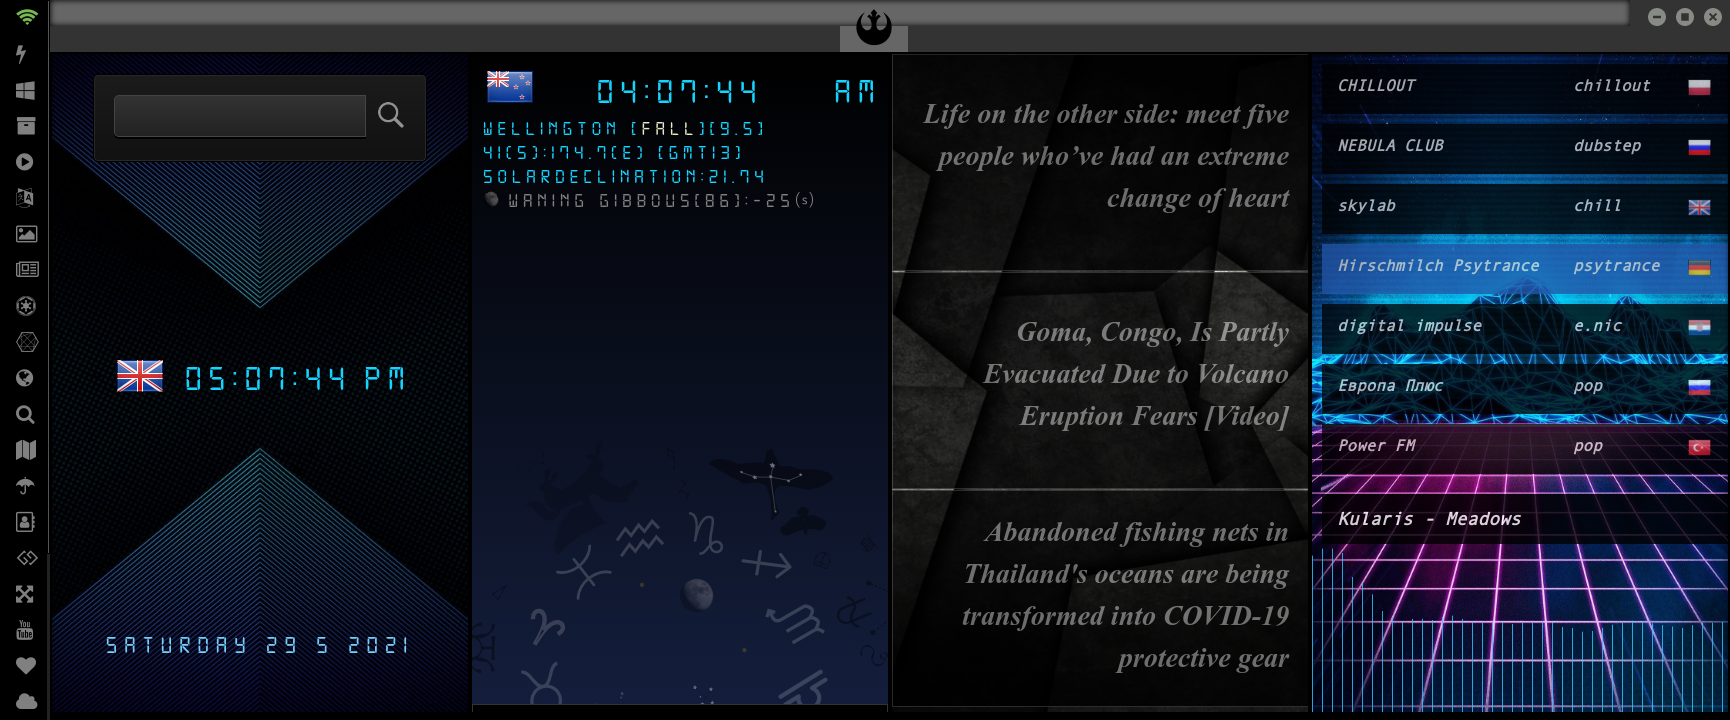 05:07:44 PM
SATURDAY 29 5 2021
04:07:44 AM
WELLINGTON [FALL][9.5]
41(S):174.7(E) [GMT13]
SOLARDECLINATION:21.74
WANING GIBBOUS[86]:-25(s)
Life on the other side: meet five
people who’ve had an extreme
change of heart
Goma, Congo, Is Partly
Evacuated Due to Volcano
Eruption Fears [Video]
Abandoned fishing nets in
Thailand's oceans are being
transformed into COVID-19
protective gear
CHILLOUT chillout
NEBULA CLUB dubstep
skylab chill
Hirschmilch Psytrance psytrance
digital impulse e.nic
Европа Плюс pop
Power FM pop
Kularis - Meadows
You
Tube